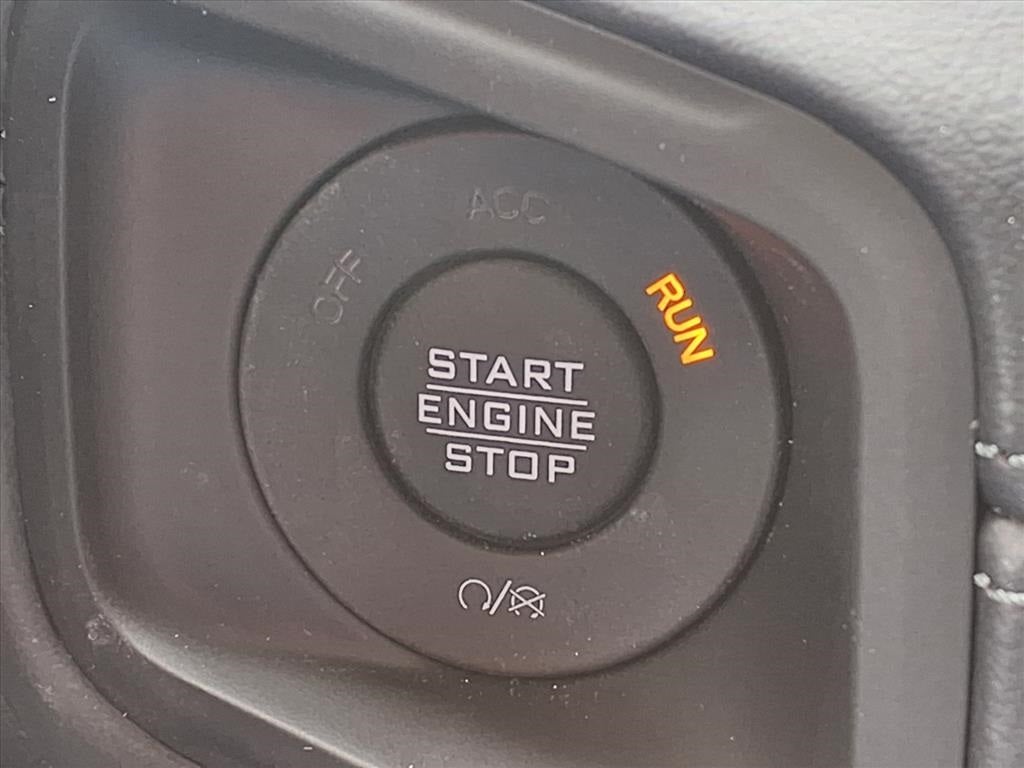 ACC
OFF
RUN
START
ENGINE
STOP